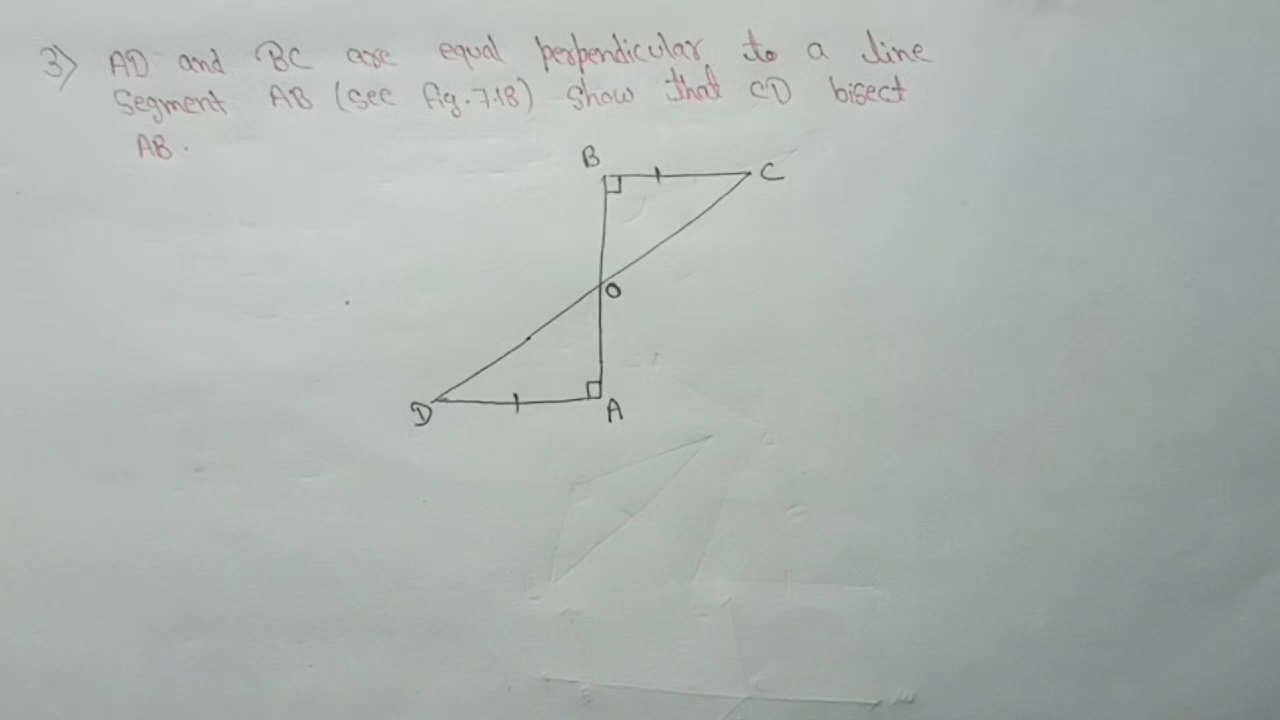 3) AD and BC are equal perpendicular to a line
Segment AB (see fig. 7.18) show that CD bisect
AB.
B
C
O
D
A